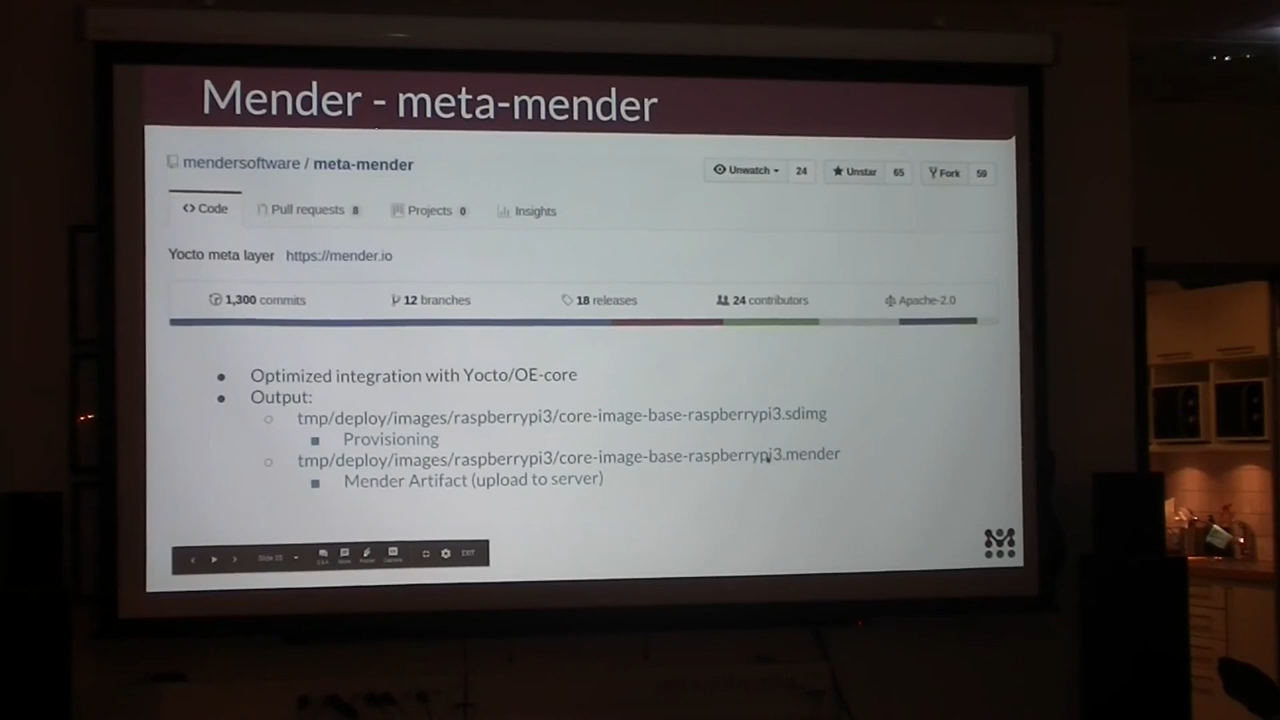 Mender - meta-mender
mendersoftware / meta-mender
Unwatch 24 Unstar 65 Fork 59
<> Code Pull requests 8 Projects 0 Insights
Yocto meta layer https://mender.io
1,300 commits 12 branches 18 releases 24 contributors Apache-2.0
Optimized integration with Yocto/OE-core
Output:
tmp/deploy/images/raspberrypi3/core-image-base-raspberrypi3.sdimg
Provisioning
tmp/deploy/images/raspberrypi3/core-image-base-raspberrypi3.mender
Mender Artifact (upload to server)
EXIT